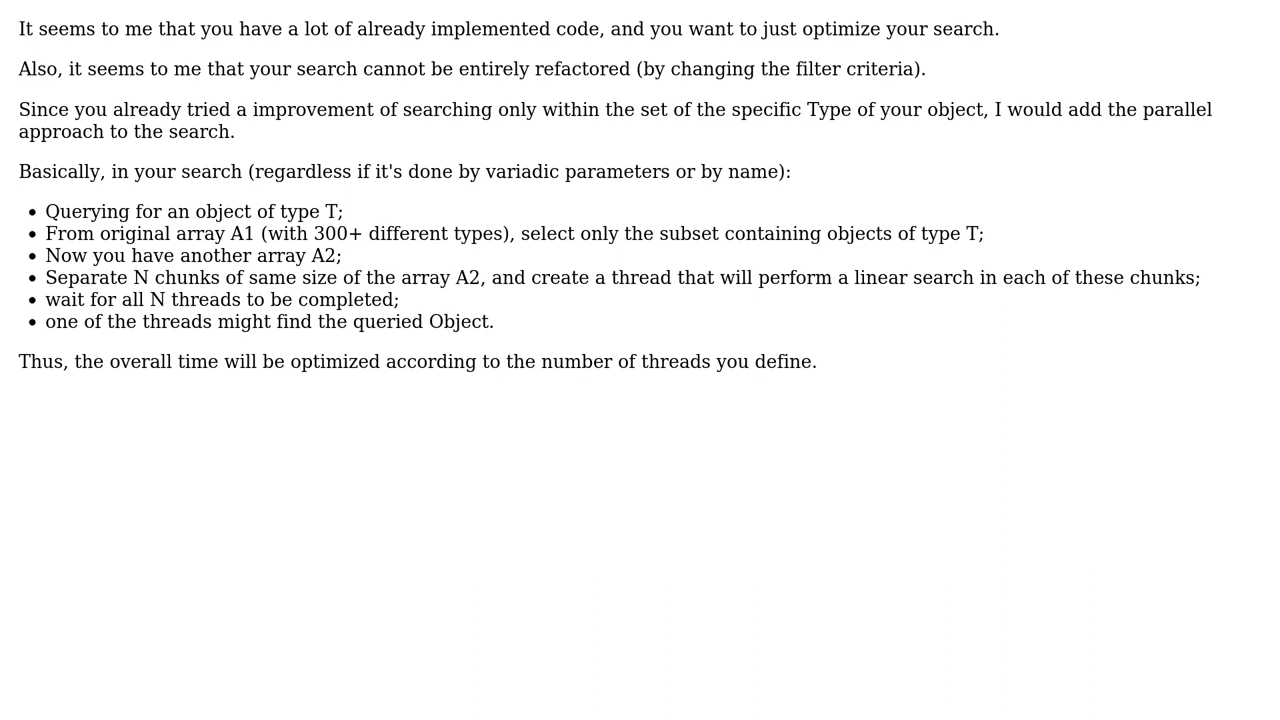 It seems to me that you have a lot of already implemented code, and you want to just optimize your search.
Also, it seems to me that your search cannot be entirely refactored (by changing the filter criteria).
Since you already tried a improvement of searching only within the set of the specific Type of your object, I would add the parallel
approach to the search.
Basically, in your search (regardless if it's done by variadic parameters or by name):
• Querying for an object of type T;
• From original array A1 (with 300+ different types), select only the subset containing objects of type T;
• Now you have another array A2;
• Separate N chunks of same size of the array A2, and create a thread that will perform a linear search in each of these chunks;
• wait for all N threads to be completed;
• one of the threads might find the queried Object.
Thus, the overall time will be optimized according to the number of threads you define.